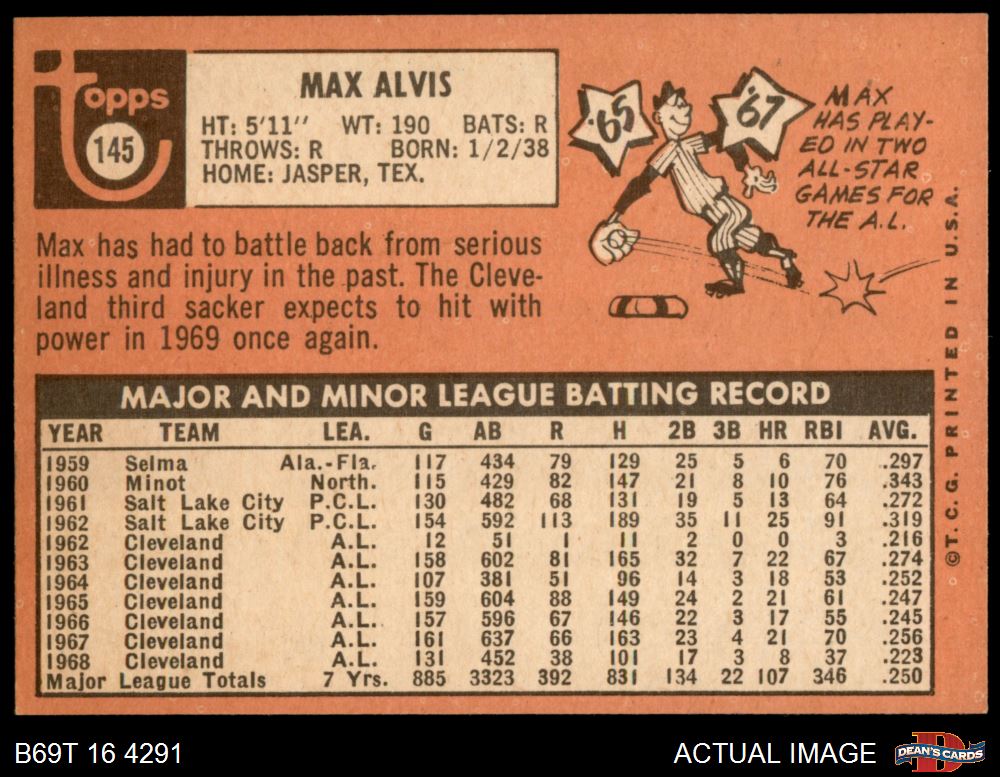 Topps
145
MAX ALVIS
HT: 5'11" WT: 190 BATS: R
THROWS: R BORN: 1/2/38
HOME: JASPER, TEX.
'65
'67
MAX
HAS PLAY-
ED IN TWO
ALL-STAR
GAMES FOR
THE A.L.
Max has had to battle back from serious
illness and injury in the past. The Cleve-
land third sacker expects to hit with
power in 1969 once again.
MAJOR AND MINOR LEAGUE BATTING RECORD
YEAR TEAM LEA. G AB R H 2B 3B HR RBI AVG.
1959 Selma Ala.-Fla. 117 434 79 129 25 5 6 70 .297
1960 Minot North. 115 429 82 147 21 8 10 76 .343
1961 Salt Lake City P.C.L. 130 482 68 131 19 5 13 64 .272
1962 Salt Lake City P.C.L. 154 592 113 189 35 11 25 91 .319
1962 Cleveland A.L. 12 51 1 11 2 0 0 3 .216
1963 Cleveland A.L. 158 602 81 165 32 7 22 67 .274
1964 Cleveland A.L. 107 381 51 96 14 3 18 53 .252
1965 Cleveland A.L. 159 604 88 149 24 2 21 61 .247
1966 Cleveland A.L. 157 596 67 146 22 3 17 55 .245
1967 Cleveland A.L. 161 637 66 163 23 4 21 70 .256
1968 Cleveland A.L. 131 452 38 101 17 3 8 37 .223
Major League Totals 7 Yrs. 885 3323 392 831 134 22 107 346 .250
©T.C.G. PRINTED IN U.S.A.
B69T 16 4291
ACTUAL IMAGE
D
DEAN'S CARDS